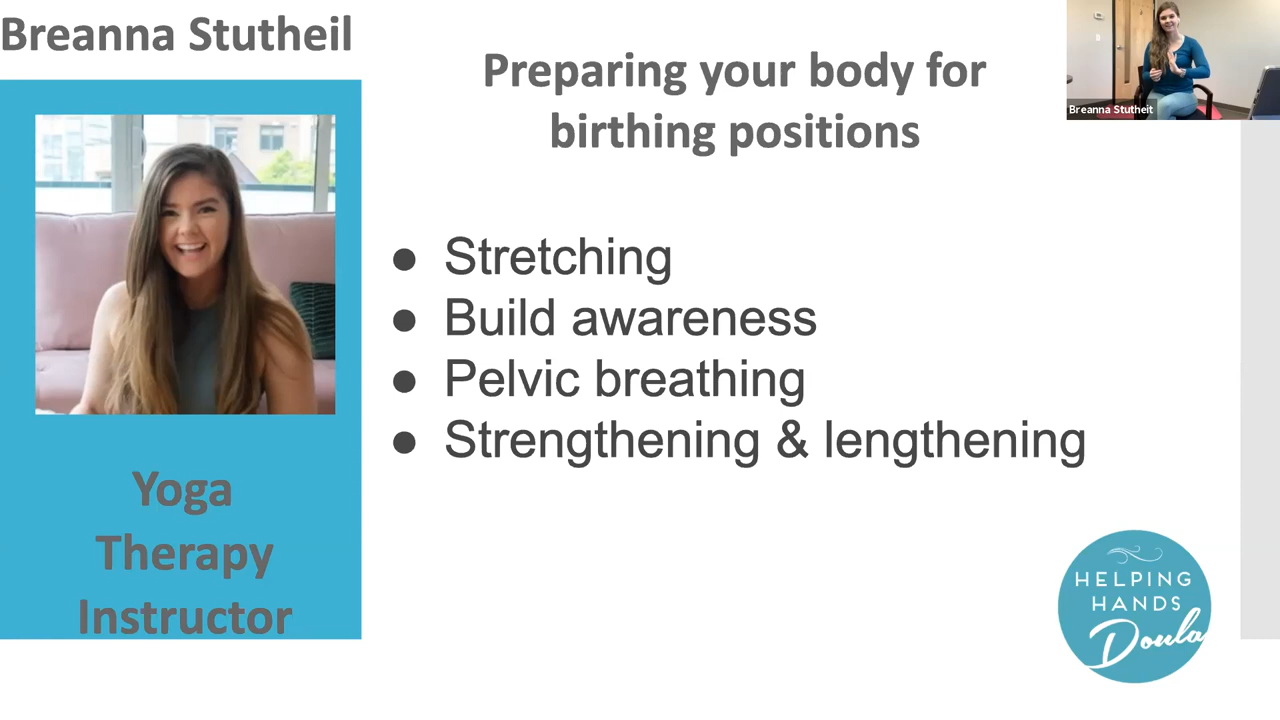 Breanna Stutheil
Preparing your body for
birthing positions
Breanna Stutheit
● Stretching
● Build awareness
● Pelvic breathing
● Strengthening & lengthening
Yoga
Therapy
Instructor
HELPING
HANDS
Doula